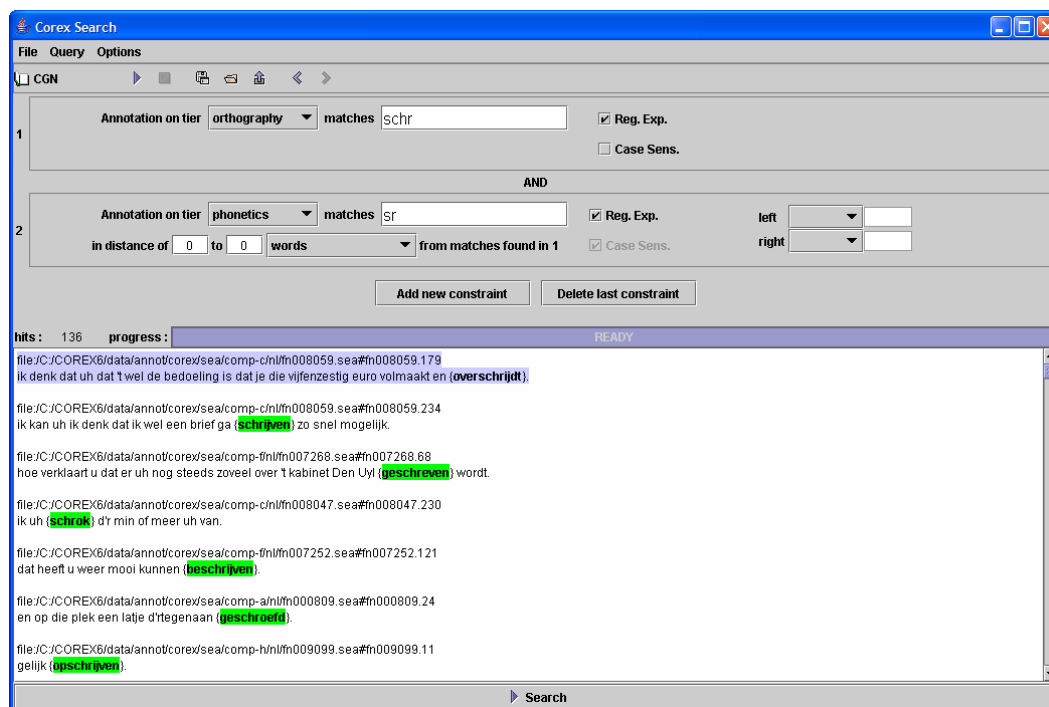 Corex Search
File Query Options
CGN
1
Annotation on tier orthography matches schr
Reg. Exp.
Case Sens.
AND
2
Annotation on tier phonetics matches sr
Reg. Exp.
left
in distance of 0 to 0 words from matches found in 1
Case Sens.
right
Add new constraint Delete last constraint
hits : 136 progress : READY
file:/C:/COREX6/data/annot/corex/sea/comp-c/nl/fn008059.sea#fn008059.179
ik denk dat uh dat 't wel de bedoeling is dat je die vijfenzestig euro volmaakt en {overschrijdt}.
file:/C:/COREX6/data/annot/corex/sea/comp-c/nl/fn008059.sea#fn008059.234
ik kan uh ik denk dat ik wel een brief ga {schrijven} zo snel mogelijk.
file:/C:/COREX6/data/annot/corex/sea/comp-f/nl/fn007268.sea#fn007268.68
hoe verklaart u dat er uh nog steeds zoveel over 't kabinet Den Uyl {geschreven} wordt.
file:/C:/COREX6/data/annot/corex/sea/comp-c/nl/fn008047.sea#fn008047.230
ik uh {schrok} d'r min of meer uh van.
file:/C:/COREX6/data/annot/corex/sea/comp-f/nl/fn007252.sea#fn007252.121
dat heeft u weer mooi kunnen {beschrijven}.
file:/C:/COREX6/data/annot/corex/sea/comp-a/nl/fn000809.sea#fn000809.24
en op die plek een latje d'rtegenaan {geschroefd}.
file:/C:/COREX6/data/annot/corex/sea/comp-h/nl/fn009099.sea#fn009099.11
gelijk {opschrijven}.
Search